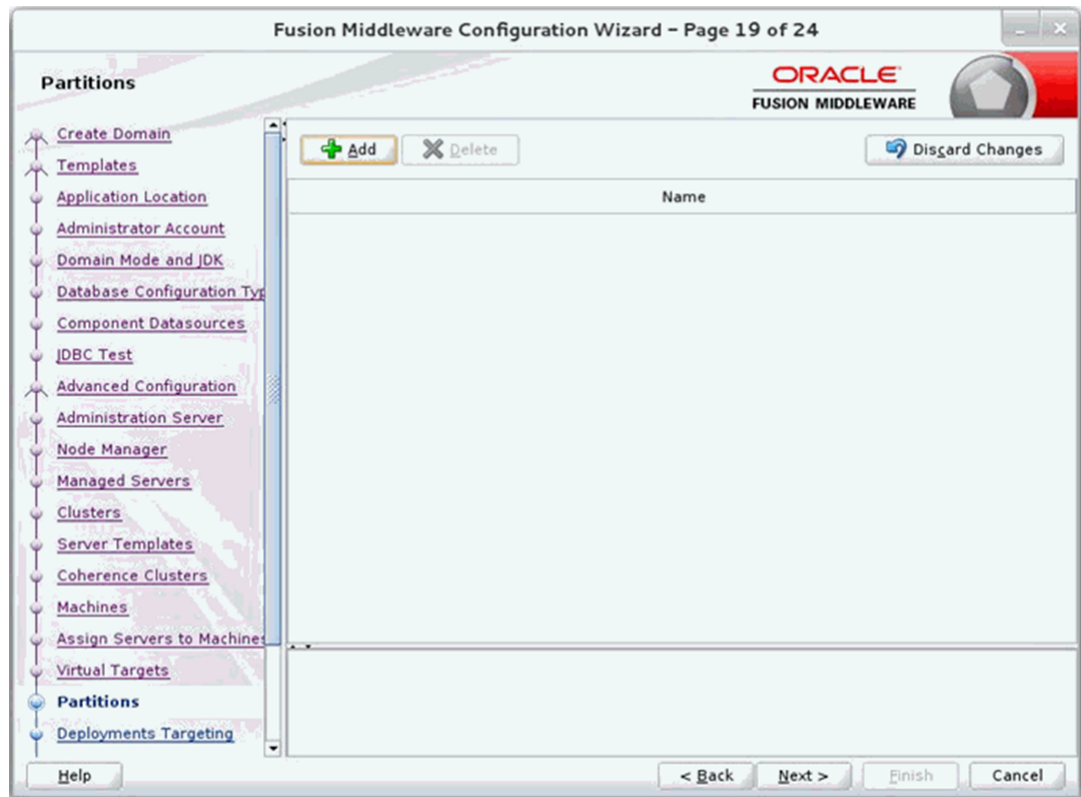 Fusion Middleware Configuration Wizard – Page 19 of 24
Partitions
ORACLE
FUSION MIDDLEWARE
Create Domain
Templates
Application Location
Administrator Account
Domain Mode and JDK
Database Configuration Typ
Component Datasources
JDBC Test
Advanced Configuration
Administration Server
Node Manager
Managed Servers
Clusters
Server Templates
Coherence Clusters
Machines
Assign Servers to Machines
Virtual Targets
Partitions
Deployments Targeting
Add
Delete
Discard Changes
Name
Help
< Back
Next >
Finish
Cancel